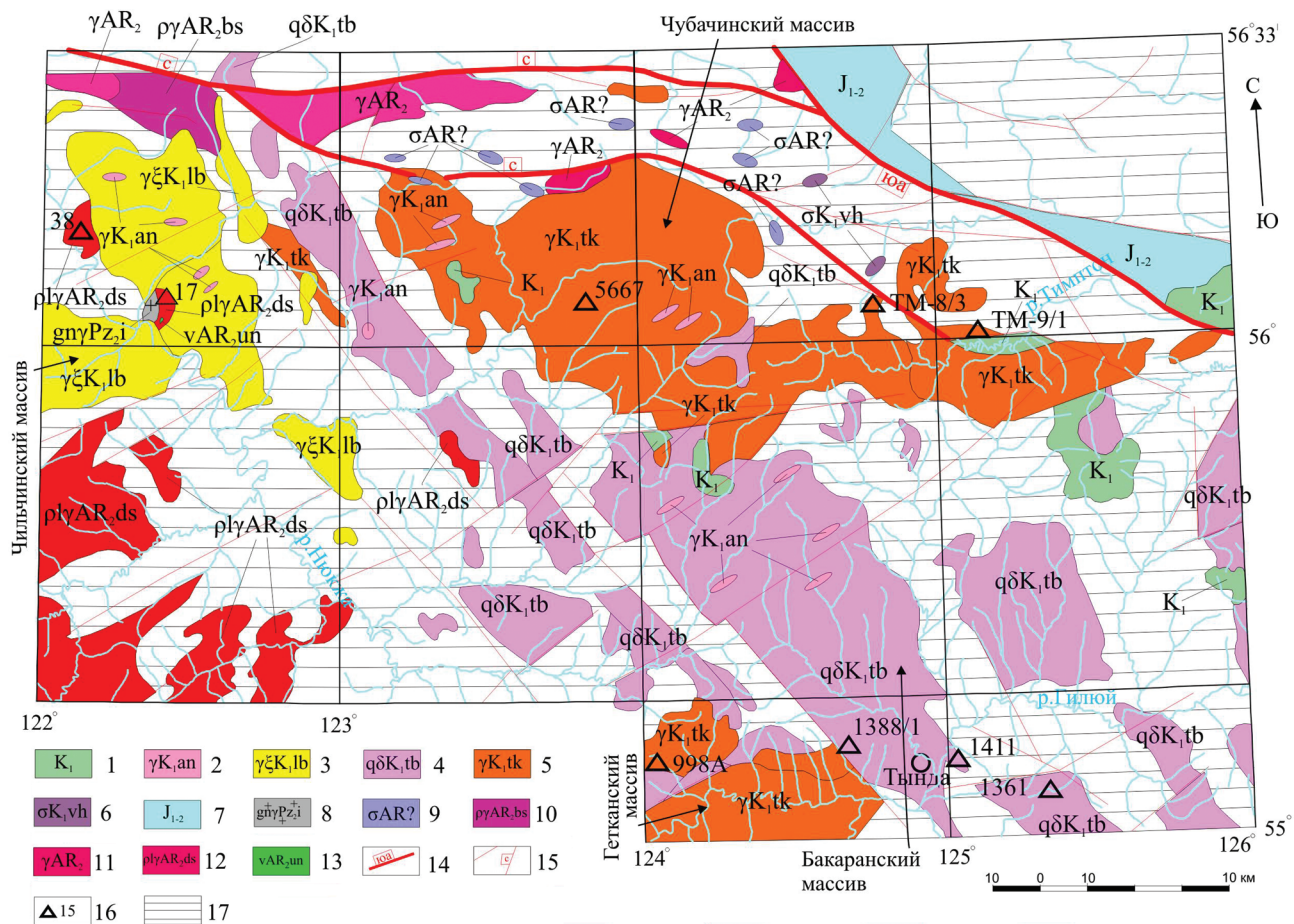 γAR₂
ργAR₂bs
qδK₁tb
Чубачинский массив
56°33'
с
с
J₁₋₂
С
γAR₂
σAR?
γAR₂
σAR?
γAR₂
σAR?
с
γξK₁lb
σAR?
юа
Ю
38
γK₁an
qδK₁tb
γK₁an
γK₁tk
σK₁vh
J₁₋₂
γK₁tk
γK₁an
qδK₁tb
γK₁tk
K₁
р.Тимптон
ρlγAR₂ds
17
ρlγAR₂ds
γK₁an
K₁
5667
TM-8/3
TM-9/1
K₁
gnγPz₂i
νAR₂un
56°
γξK₁lb
γK₁tk
γK₁tk
Чильчинский массив
γξK₁lb
qδK₁tb
K₁
K₁
K₁
ρlγAR₂ds
ρlγAR₂ds
qδK₁tb
ρlγAR₂ds
р.Нюкжа
qδK₁tb
γK₁an
qδK₁tb
K₁
qδK₁tb
qδK₁tb
qδK₁tb
р.Гилюй
122°
123°
γK₁tk
998А
1388/1
1411
Тында
1361
qδK₁tb
qδK₁tb
γK₁tk
Гетканский
массив
124°
125°
126°
55°
Бакаранский
массив
10 0 10 10 км
K₁ 1
γK₁an 2
γξK₁lb 3
qδK₁tb 4
γK₁tk 5
σK₁vh 6
J₁₋₂ 7
gnγPz₂i 8
σAR? 9
ργAR₂bs 10
γAR₂ 11
ρlγAR₂ds 12
νAR₂un 13
юа 14
с 15
15 16
17